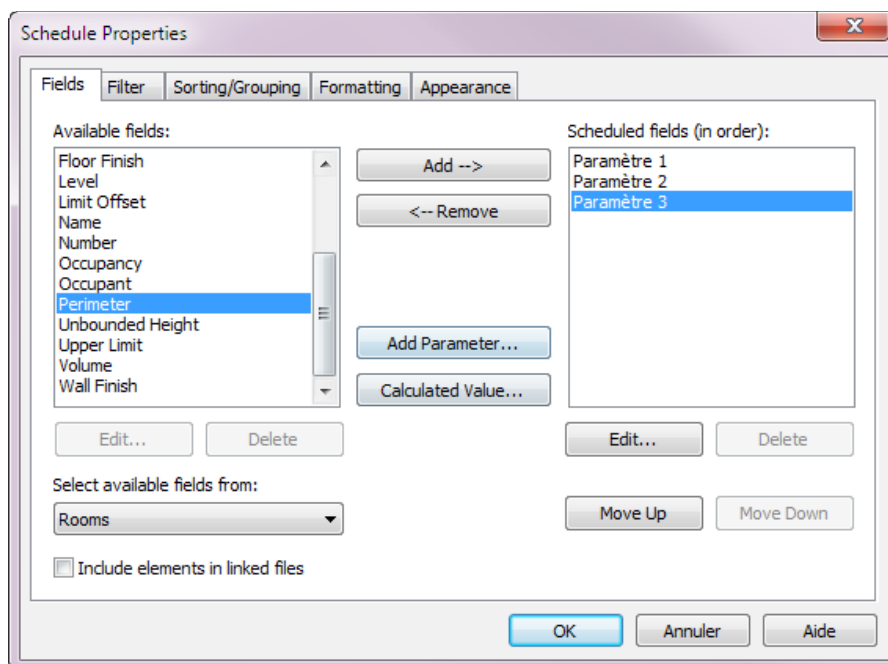 Schedule Properties
Fields
Filter
Sorting/Grouping
Formatting
Appearance
Available fields:
Floor Finish
Level
Limit Offset
Name
Number
Occupancy
Occupant
Perimeter
Unbounded Height
Upper Limit
Volume
Wall Finish
Add -->
<-- Remove
Add Parameter...
Calculated Value...
Scheduled fields (in order):
Paramètre 1
Paramètre 2
Paramètre 3
Edit...
Delete
Edit...
Delete
Select available fields from:
Rooms
Move Up
Move Down
Include elements in linked files
OK
Annuler
Aide